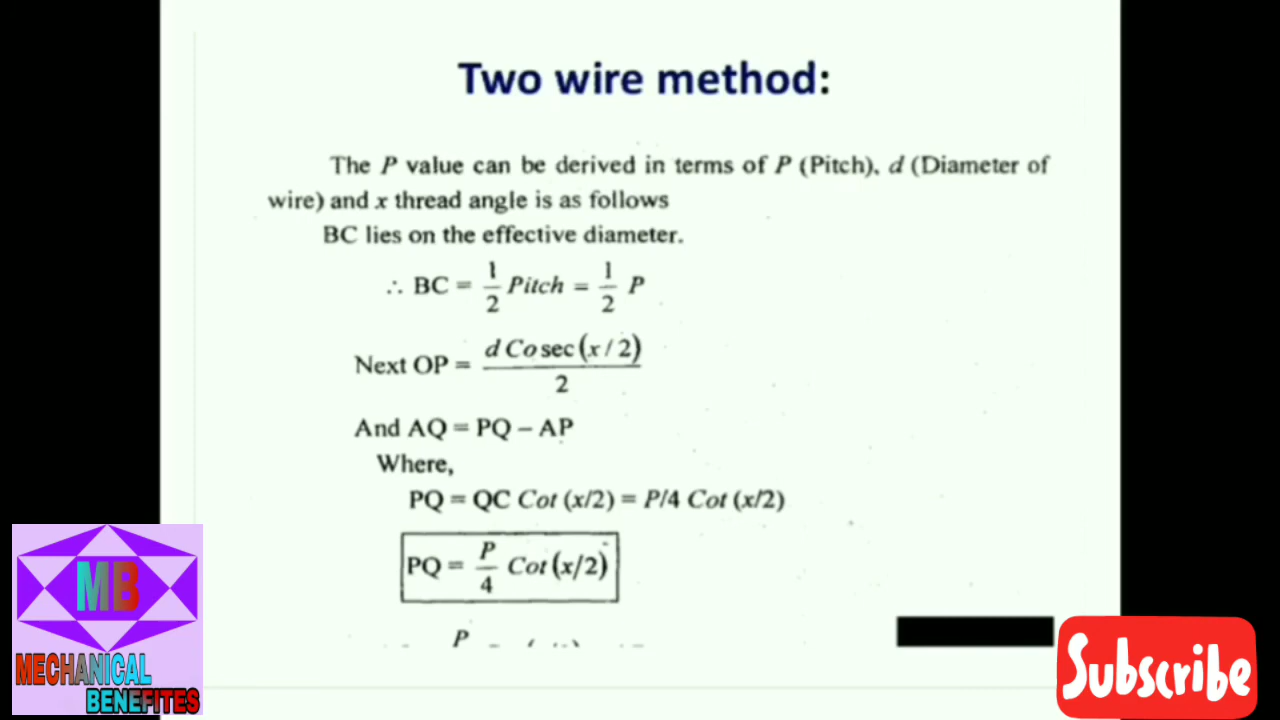 Two wire method:
The P value can be derived in terms of P (Pitch), d (Diameter of
wire) and x thread angle is as follows
BC lies on the effective diameter.
∴ BC = 1/2 Pitch = 1/2 P
Next OP = d Cosec (x/2) / 2
And AQ = PQ – AP
Where,
PQ = QC Cot (x/2) = P/4 Cot (x/2)
PQ = P/4 Cot (x/2)
P
MB
MECHANICAL
BENEFITES
Subscribe